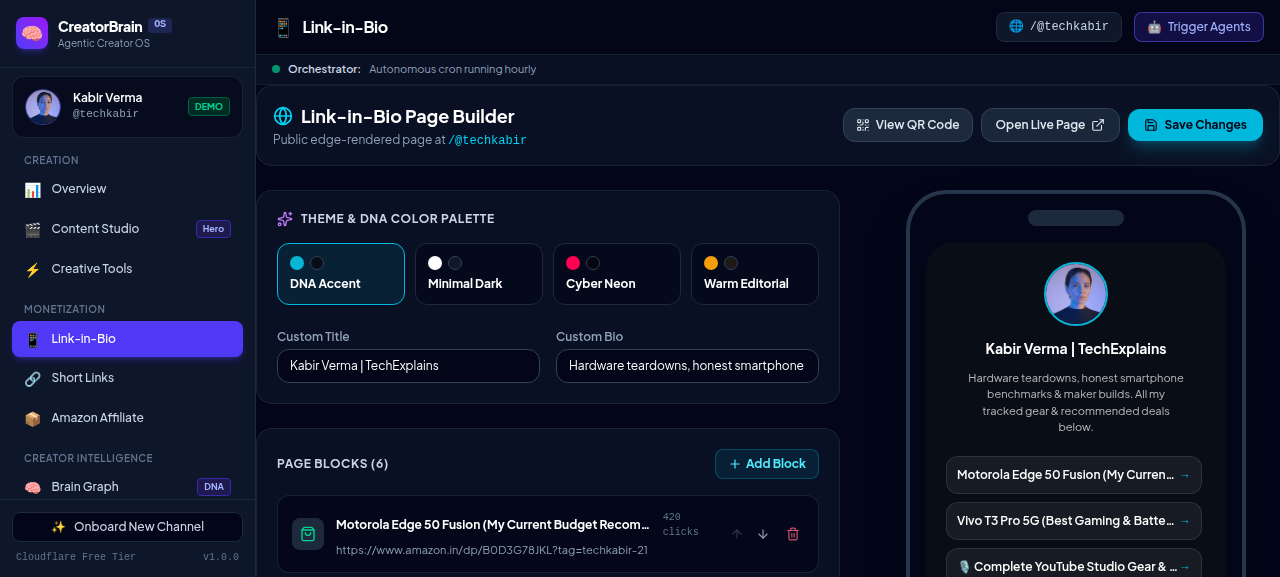 CreatorBrain OS
Agentic Creator OS
Kabir Verma
@techkabir
DEMO
CREATION
Overview
Content Studio
Hero
Creative Tools
MONETIZATION
Link-in-Bio
Short Links
Amazon Affiliate
CREATOR INTELLIGENCE
Brain Graph
DNA
Onboard New Channel
Cloudflare Free Tier
v1.0.0
Link-in-Bio
/@techkabir
Trigger Agents
Orchestrator: Autonomous cron running hourly
Link-in-Bio Page Builder
Public edge-rendered page at /@techkabir
View QR Code
Open Live Page
Save Changes
THEME & DNA COLOR PALETTE
DNA Accent
Minimal Dark
Cyber Neon
Warm Editorial
Custom Title
Kabir Verma | TechExplains
Custom Bio
Hardware teardowns, honest smartphone
PAGE BLOCKS (6)
Add Block
Motorola Edge 50 Fusion (My Current Budget Recom...
https://www.amazon.in/dp/B0D3G78JKL?tag=techkabir-21
420
clicks
Kabir Verma | TechExplains
Hardware teardowns, honest smartphone
benchmarks & maker builds. All my
tracked gear & recommended deals
below.
Motorola Edge 50 Fusion (My Curren... →
Vivo T3 Pro 5G (Best Gaming & Batte... →
Complete YouTube Studio Gear & ... →